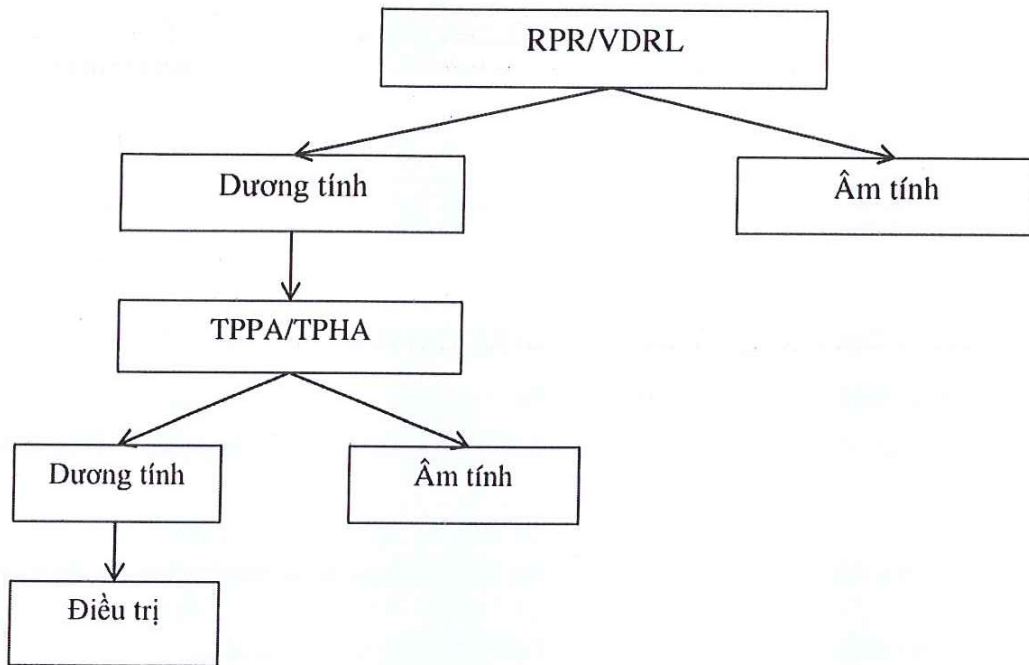 RPR/VDRL
Dương tính
Âm tính
TPPA/TPHA
Dương tính
Âm tính
Điều trị